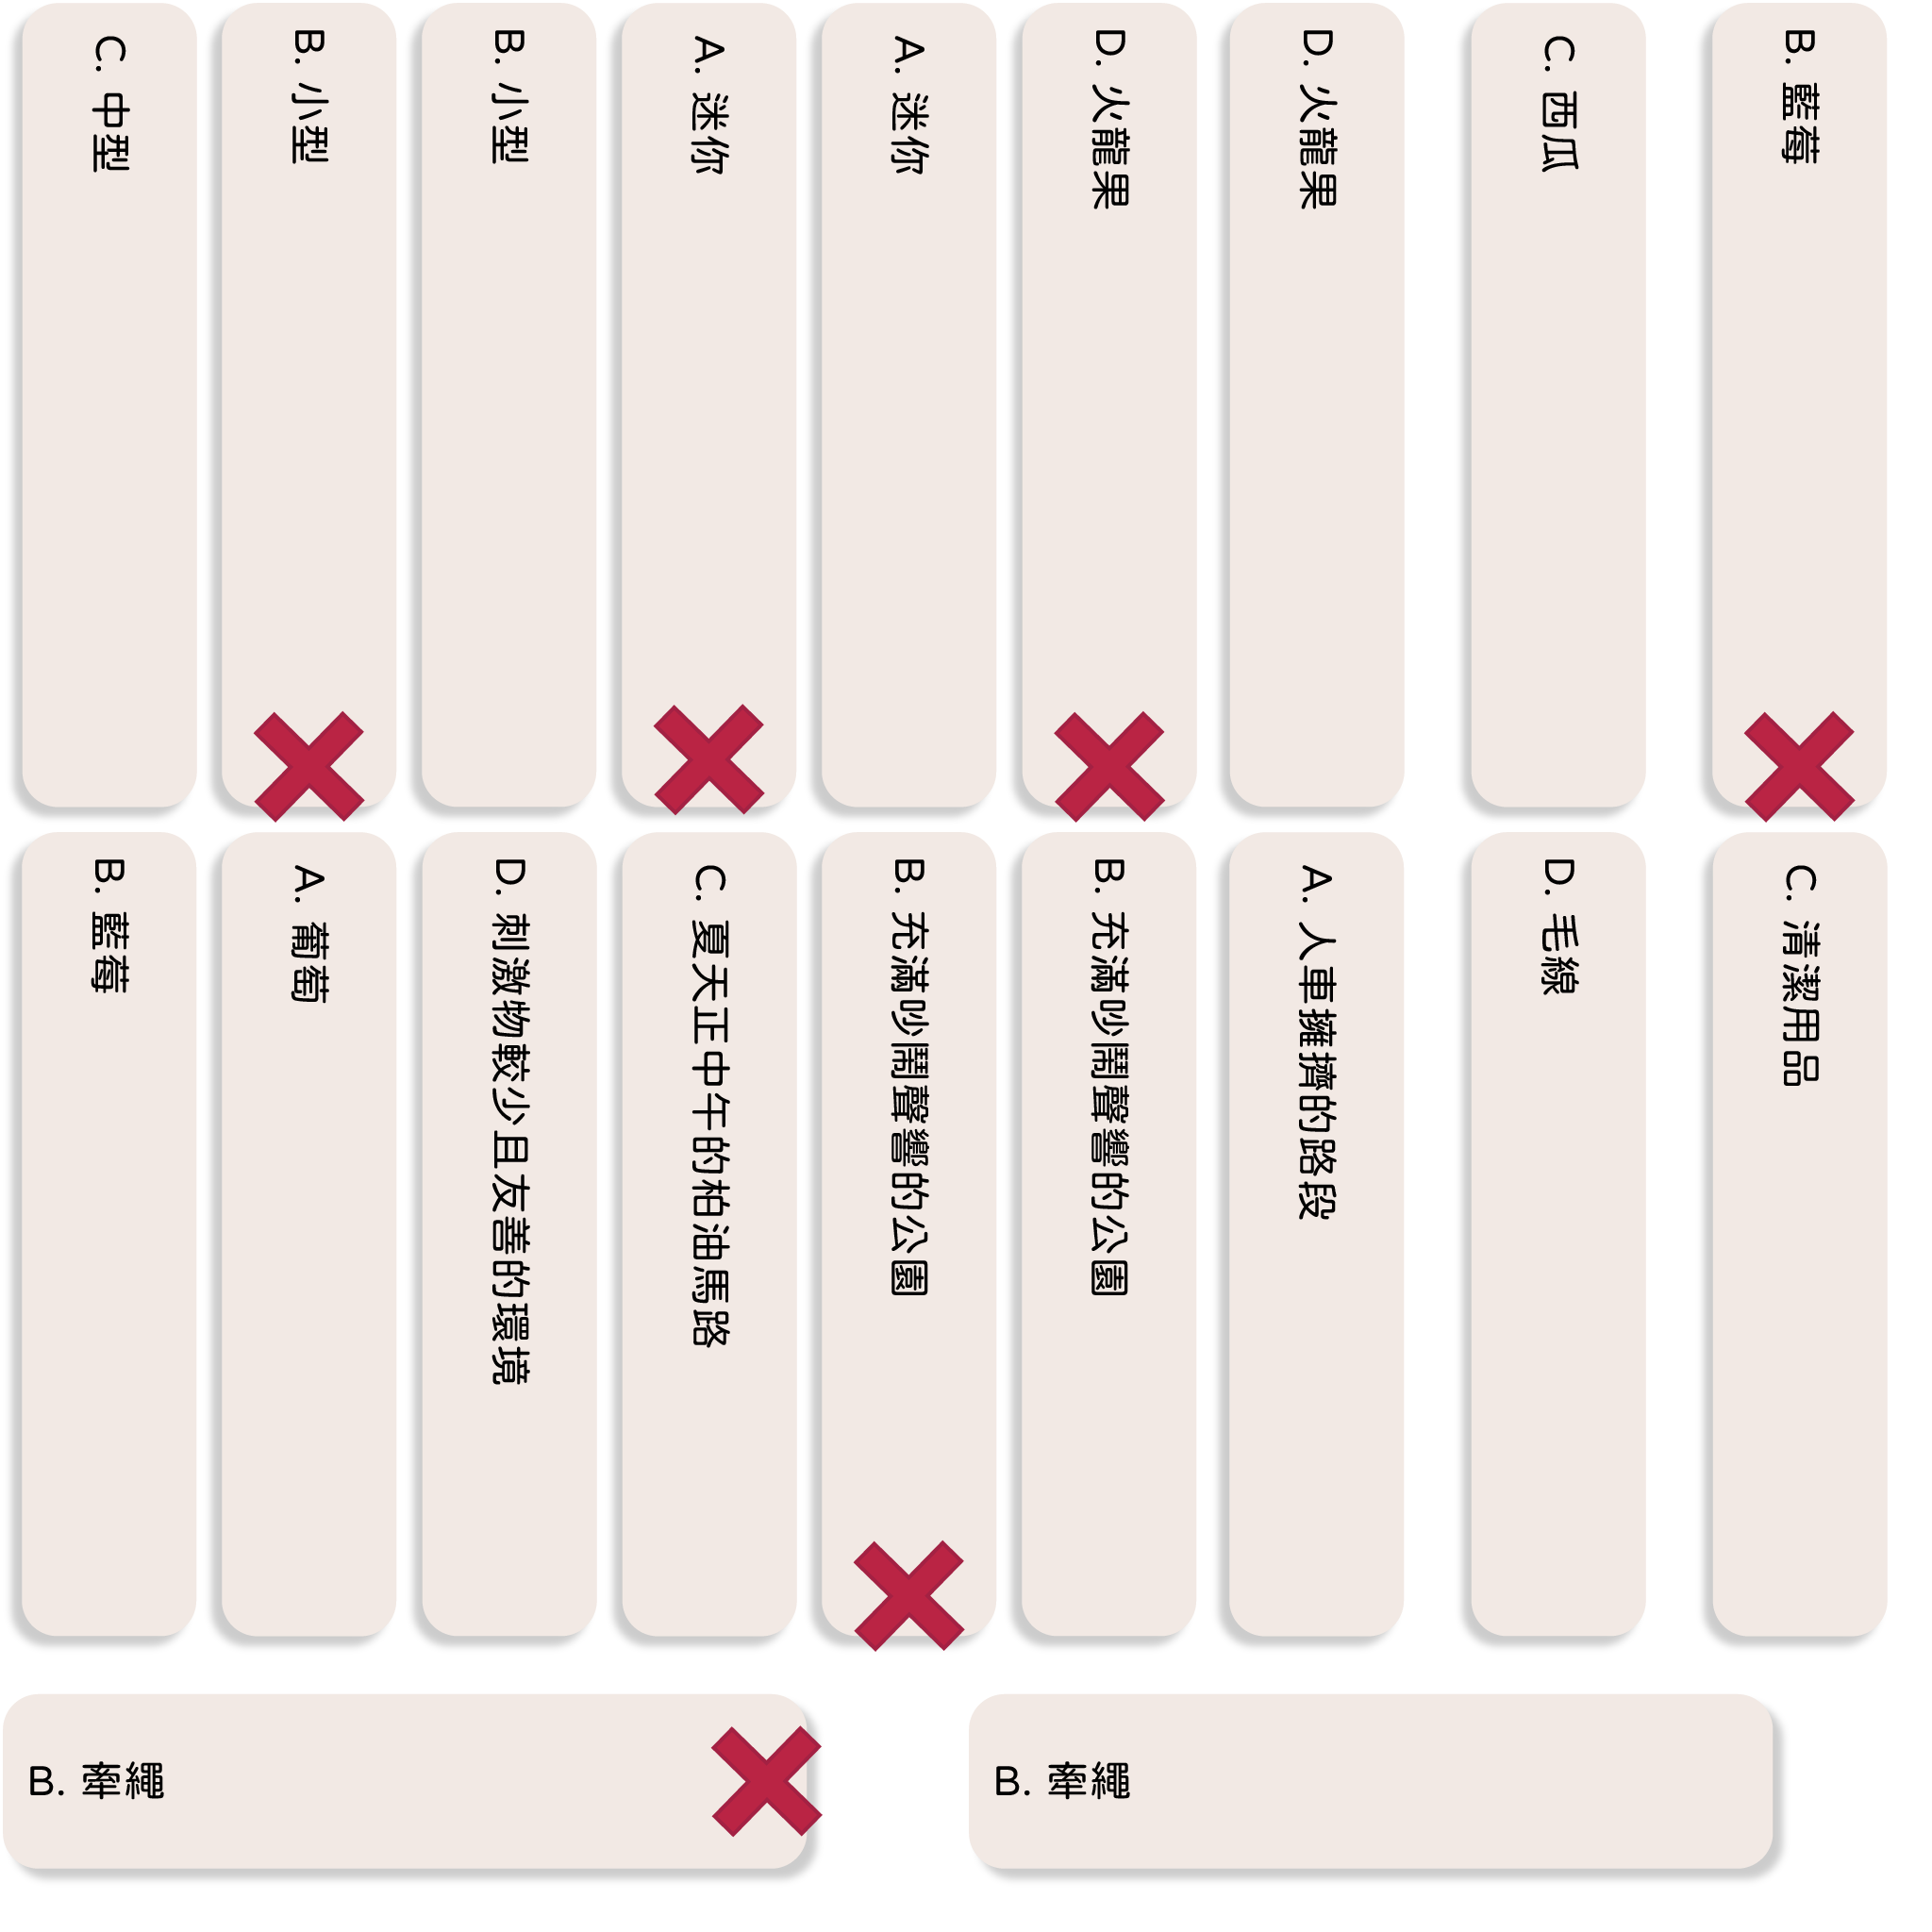 C. 中型
B. 小型
B. 小型
A. 迷你
A. 迷你
D. 火龍果
D. 火龍果
C. 西瓜
B. 藍莓
B. 藍莓
A. 葡萄
D. 刺激物較少且友善的環境
C. 夏天正中午的柏油馬路
B. 充滿吵鬧聲響的公園
B. 充滿吵鬧聲響的公園
A. 人車擁擠的路段
D. 毛線
C. 清潔用品
B. 牽繩
B. 牽繩